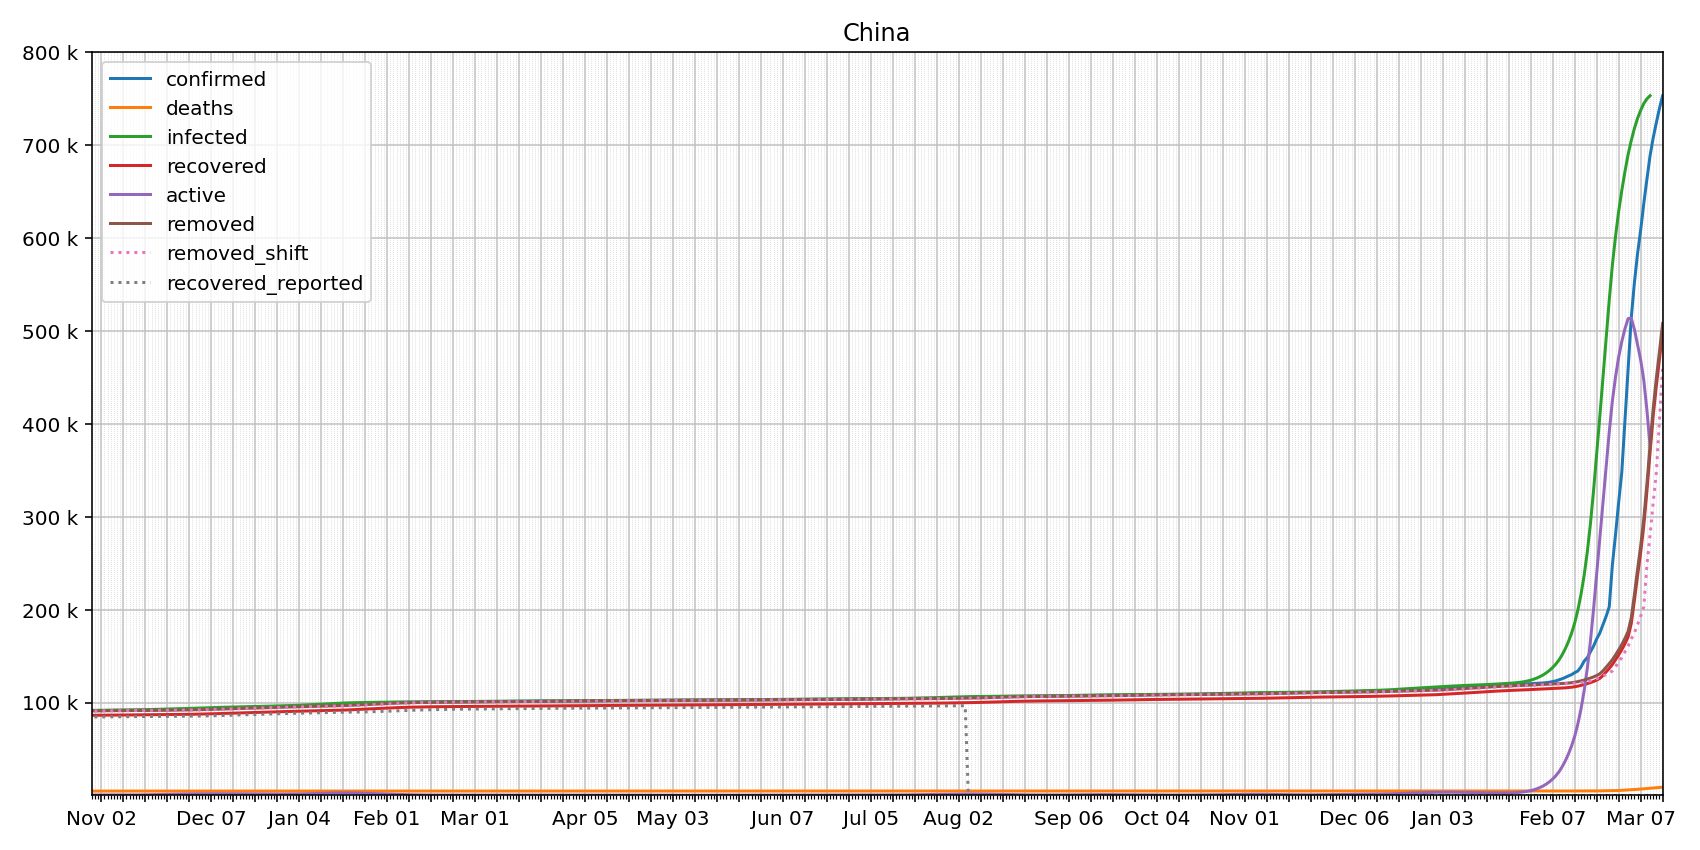 China
800 k
700 k
600 k
500 k
400 k
300 k
200 k
100 k
confirmed
deaths
infected
recovered
active
removed
removed_shift
recovered_reported
Nov 02 Dec 07 Jan 04 Feb 01 Mar 01 Apr 05 May 03 Jun 07 Jul 05 Aug 02 Sep 06 Oct 04 Nov 01 Dec 06 Jan 03 Feb 07 Mar 07